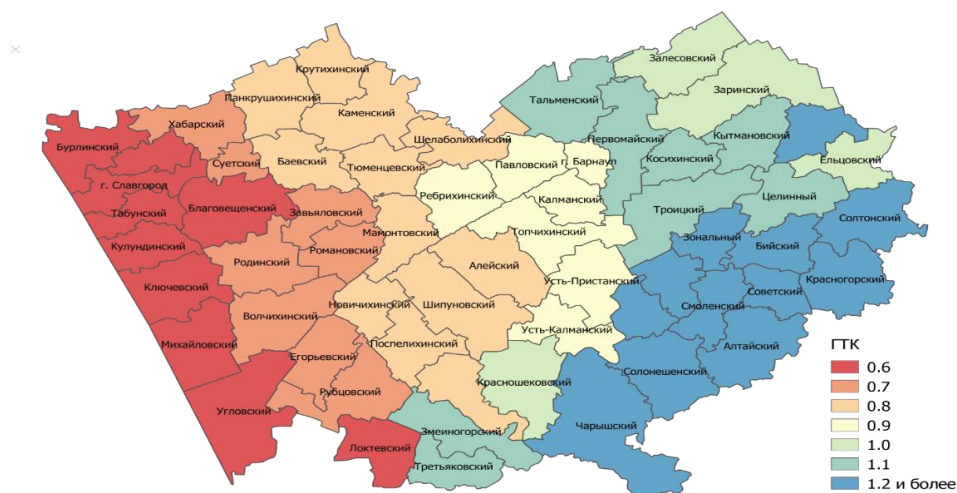 Залесовский
Крутихинский
Заринский
Панкрушихинский
Тальменский
Каменский
Хабарский
Кытмановский
Шелаболихинский
Первомайский
Бурлинский
Суетский
Баевский
Тюменцевский
Павловский г. Барнаул
Косихинский
Ельцовский
г. Славгород
Ребрихинский
Целинный
Благовещенский
Завьяловский
Калманский
Троицкий
Табунский
Солтонский
Мамонтовский
Топчихинский
Зональный
Кулундинский
Романовский
Бийский
Родинский
Алейский
Красногорский
Ключевский
Усть-Пристанский
Советский
Новичихинский
Шипуновский
Смоленский
Волчихинский
Усть-Калманский
Михайловский
Поспелихинский
Алтайский
Егорьевский
Солонешенский
Рубцовский
Краснощековский
Угловский
Чарышский
Змеиногорский
Локтевский
Третьяковский
ГТК
0.6
0.7
0.8
0.9
1.0
1.1
1.2 и более